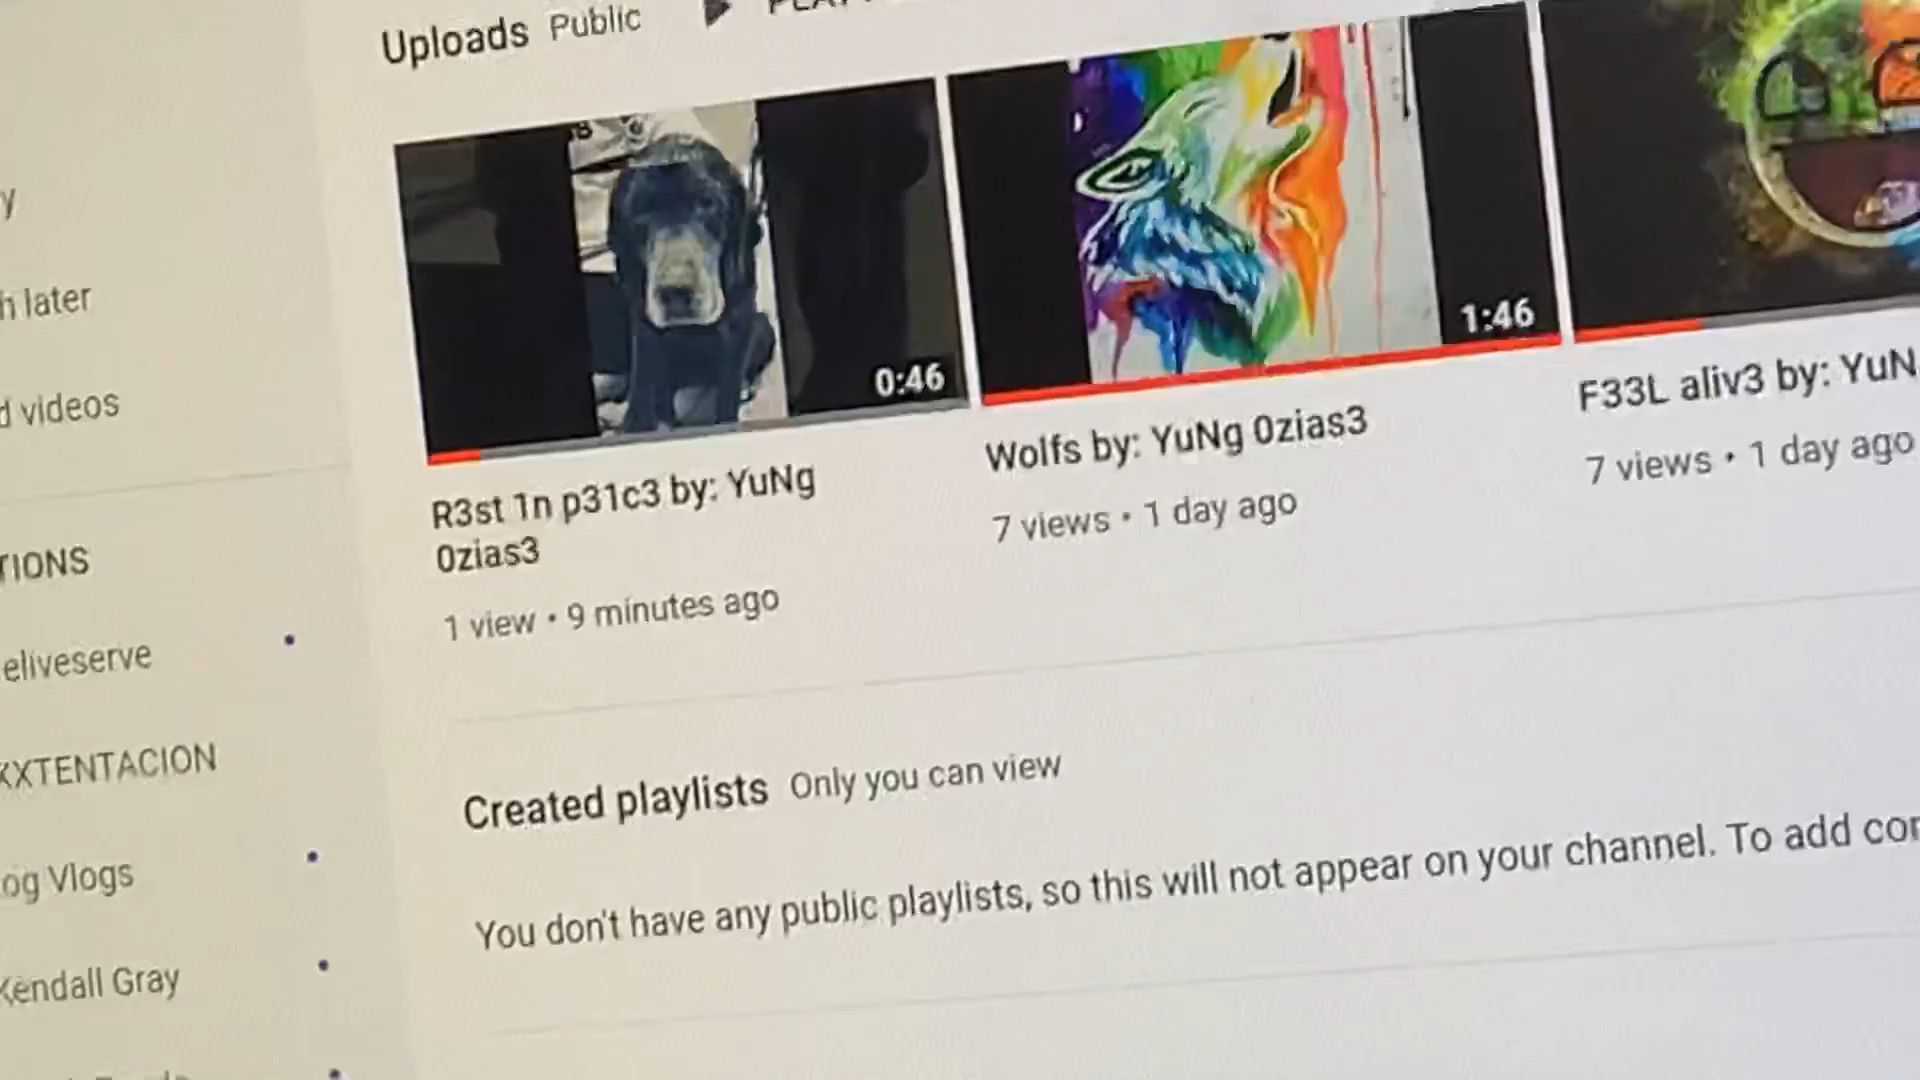 Uploads Public
y
h later
d videos
TIONS
eliveserve
XXTENTACION
og Vlogs
Kendall Gray
0:46
1:46
R3st 1n p31c3 by: YuNg
0zias3
1 view • 9 minutes ago
Wolfs by: YuNg 0zias3
7 views • 1 day ago
F33L aliv3 by: YuN
7 views • 1 day ago
Created playlists Only you can view
You don't have any public playlists, so this will not appear on your channel. To add con